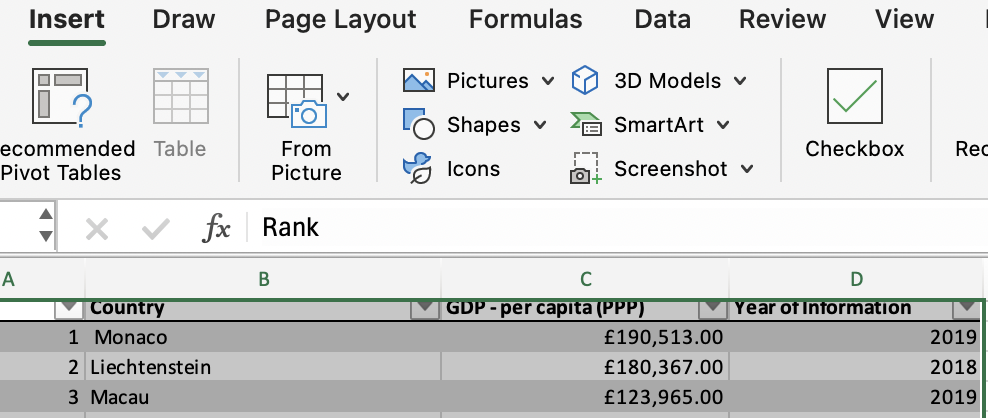 Insert Draw Page Layout Formulas Data Review View
Pictures 3D Models
Shapes SmartArt
Icons Screenshot
ecommended Pivot Tables
Table
From Picture
Checkbox
Rec
fx Rank
A B C D
Country GDP - per capita (PPP) Year of Information
1 Monaco £190,513.00 2019
2 Liechtenstein £180,367.00 2018
3 Macau £123,965.00 2019